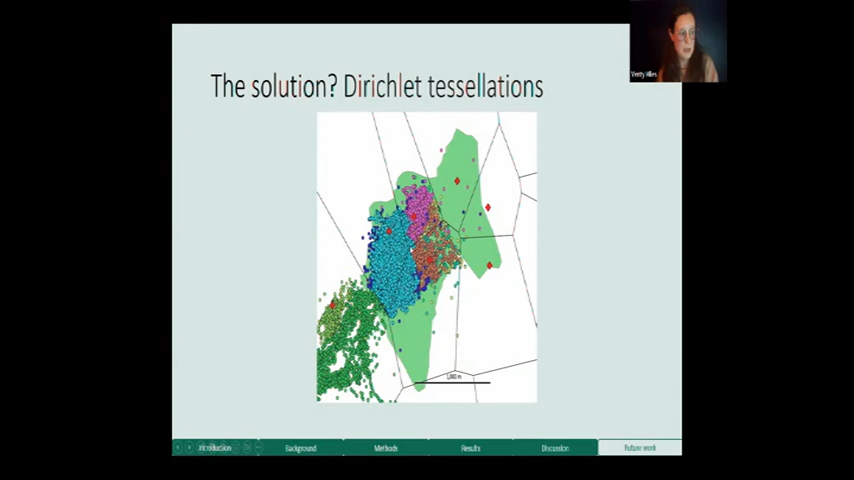 The solution? Dirichlet tessellations
Introduction
Background
Methods
Results
Discussion
Future work